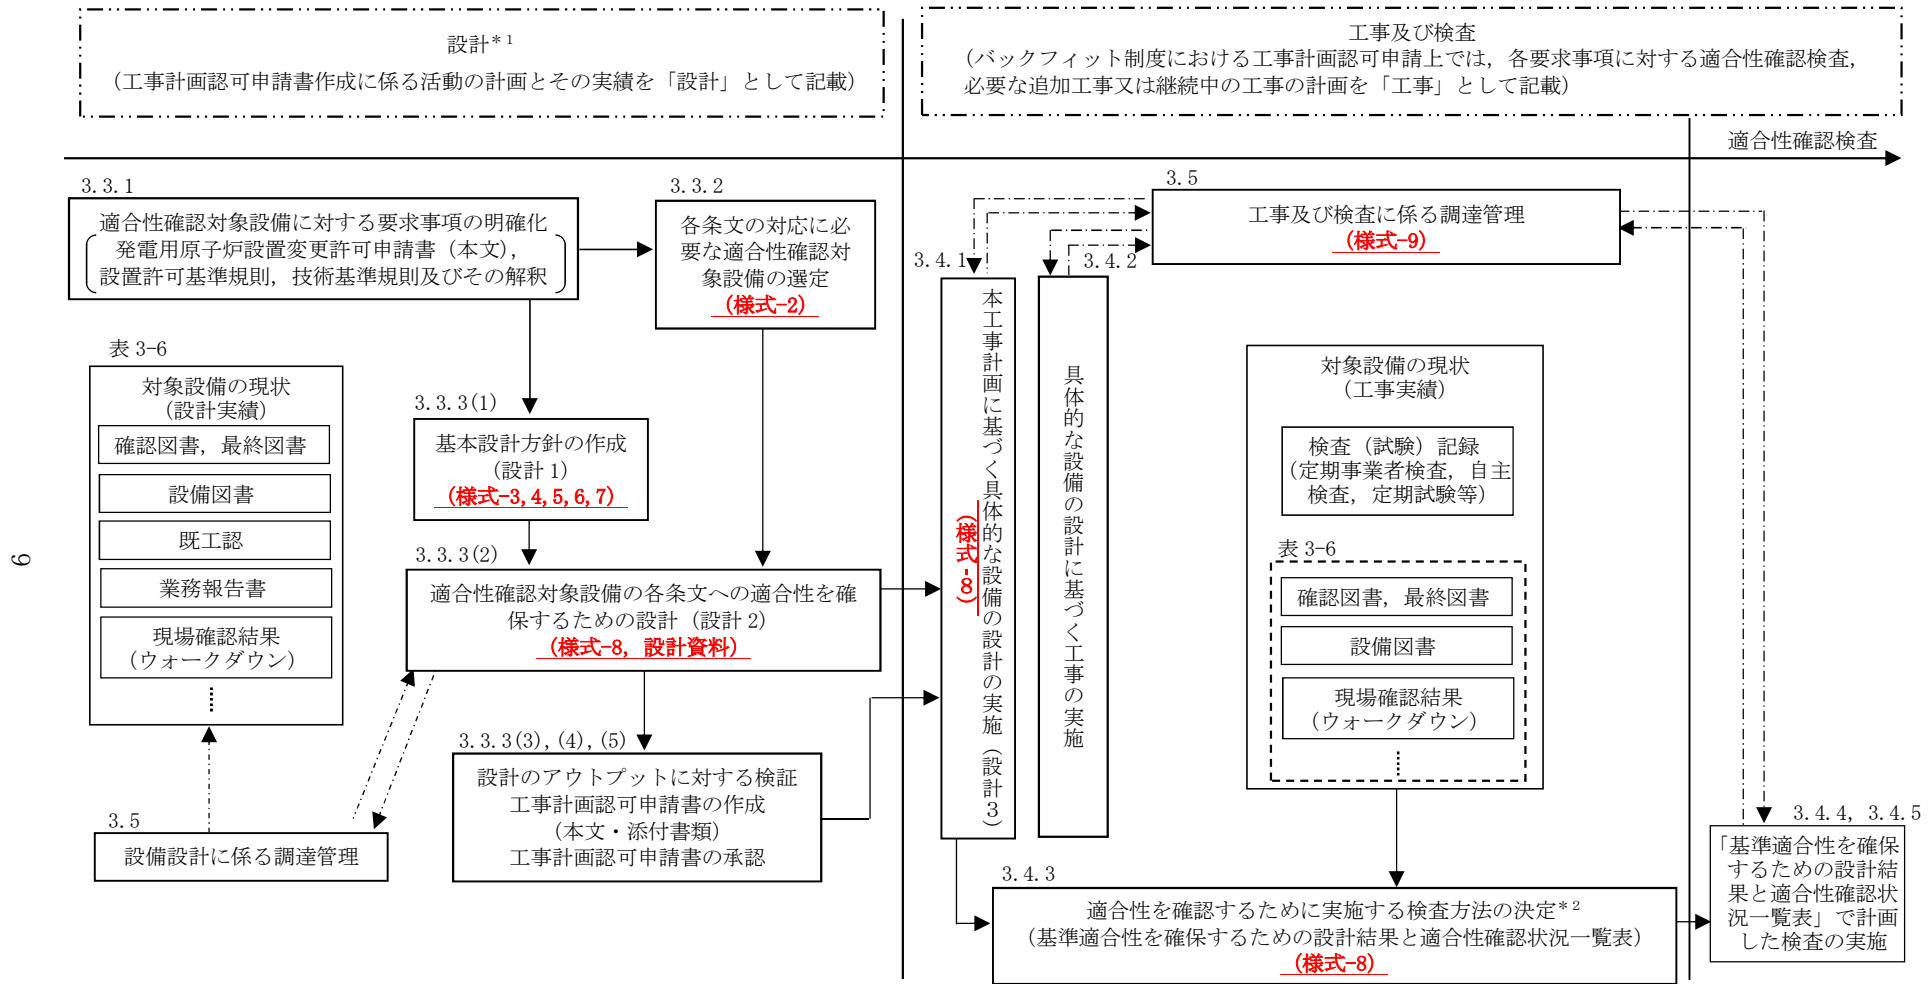 設計*1
(工事計画認可申請書作成に係る活動の計画とその実績を「設計」として記載)
工事及び検査
(バックフィット制度における工事計画認可申請上では，各要求事項に対する適合性確認検査，
必要な追加工事又は継続中の工事の計画を「工事」として記載)
適合性確認検査
3.3.1
適合性確認対象設備に対する要求事項の明確化
発電用原子炉設置変更許可申請書（本文），
設置許可基準規則，技術基準規則及びその解釈
3.3.2
各条文の対応に必
要な適合性確認対
象設備の選定
(様式-2)
表 3-6
対象設備の現状
(設計実績)
確認図書，最終図書
設備図書
既工認
業務報告書
現場確認結果
(ウォークダウン)
3.3.3(1)
基本設計方針の作成
(設計 1)
(様式-3,4,5,6,7)
3.3.3(2)
適合性確認対象設備の各条文への適合性を確
保するための設計（設計 2）
(様式-8，設計資料)
3.3.3(3),(4),(5)
設計のアウトプットに対する検証
工事計画認可申請書の作成
(本文・添付書類)
工事計画認可申請書の承認
3.5
設備設計に係る調達管理
3.5
工事及び検査に係る調達管理
(様式-9)
3.4.1
本工事計画に基づく具体的な設備の設計の実施（設計3）
(様式-8)
3.4.2
具体的な設備の設計に基づく工事の実施
対象設備の現状
(工事実績)
検査（試験）記録
(定期事業者検査，自主
検査，定期試験等)
表 3-6
確認図書，最終図書
設備図書
現場確認結果
(ウォークダウン)
3.4.3
適合性を確認するために実施する検査方法の決定*2
(基準適合性を確保するための設計結果と適合性確認状況一覧表)
(様式-8)
3.4.4, 3.4.5
「基準適合性を確保
するための設計結
果と適合性確認状
況一覧表」で計画
した検査の実施
6